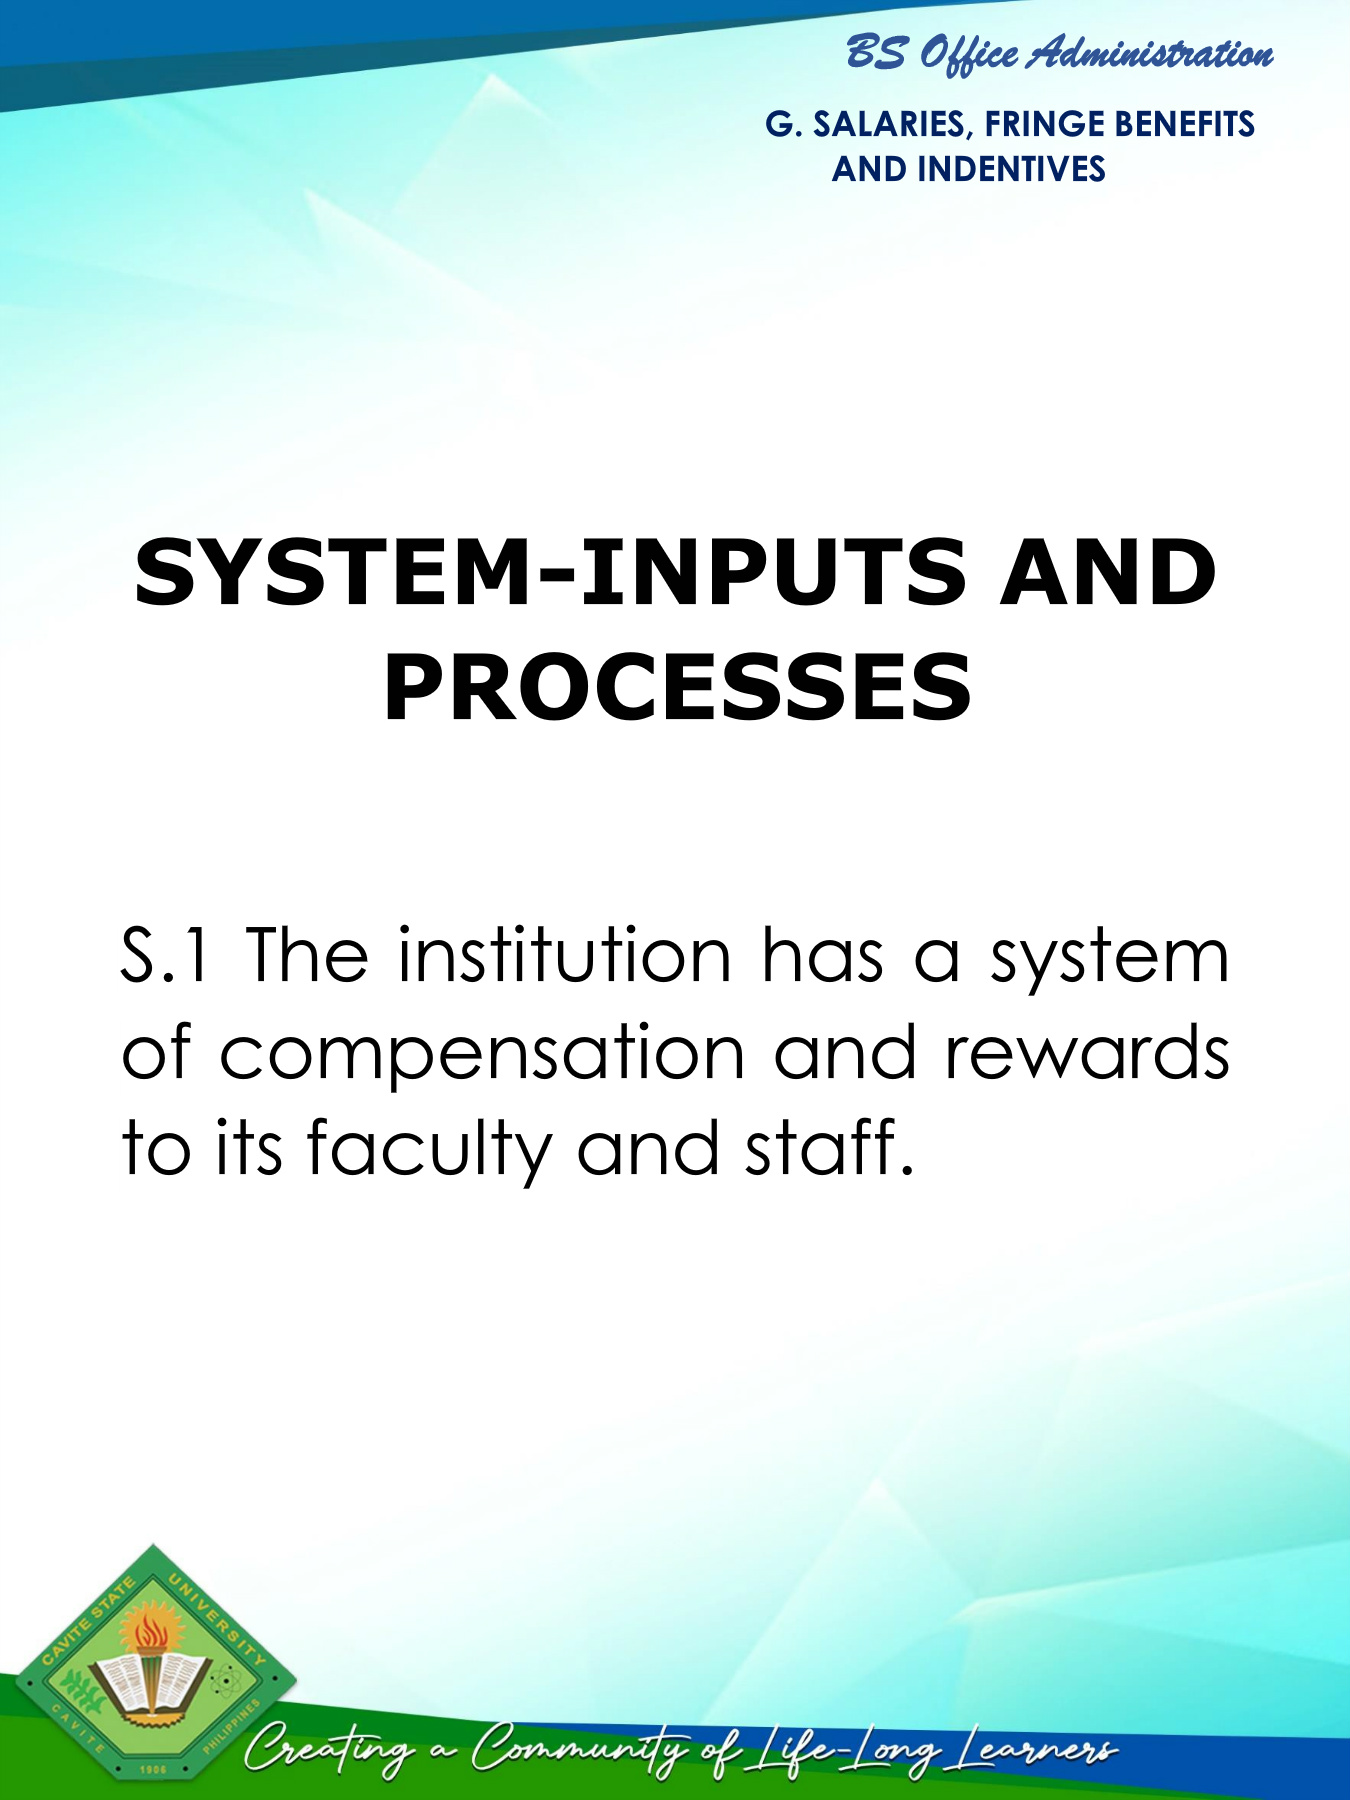 BS Office Administration
G. SALARIES, FRINGE BENEFITS
AND INDENTIVES
SYSTEM-INPUTS AND
PROCESSES
S.1 The institution has a system
of compensation and rewards
to its faculty and staff.
CAVITE STATE UNIVERSITY
CAVITE PHILIPPINES
1906
Creating a Community of Life-Long Learners